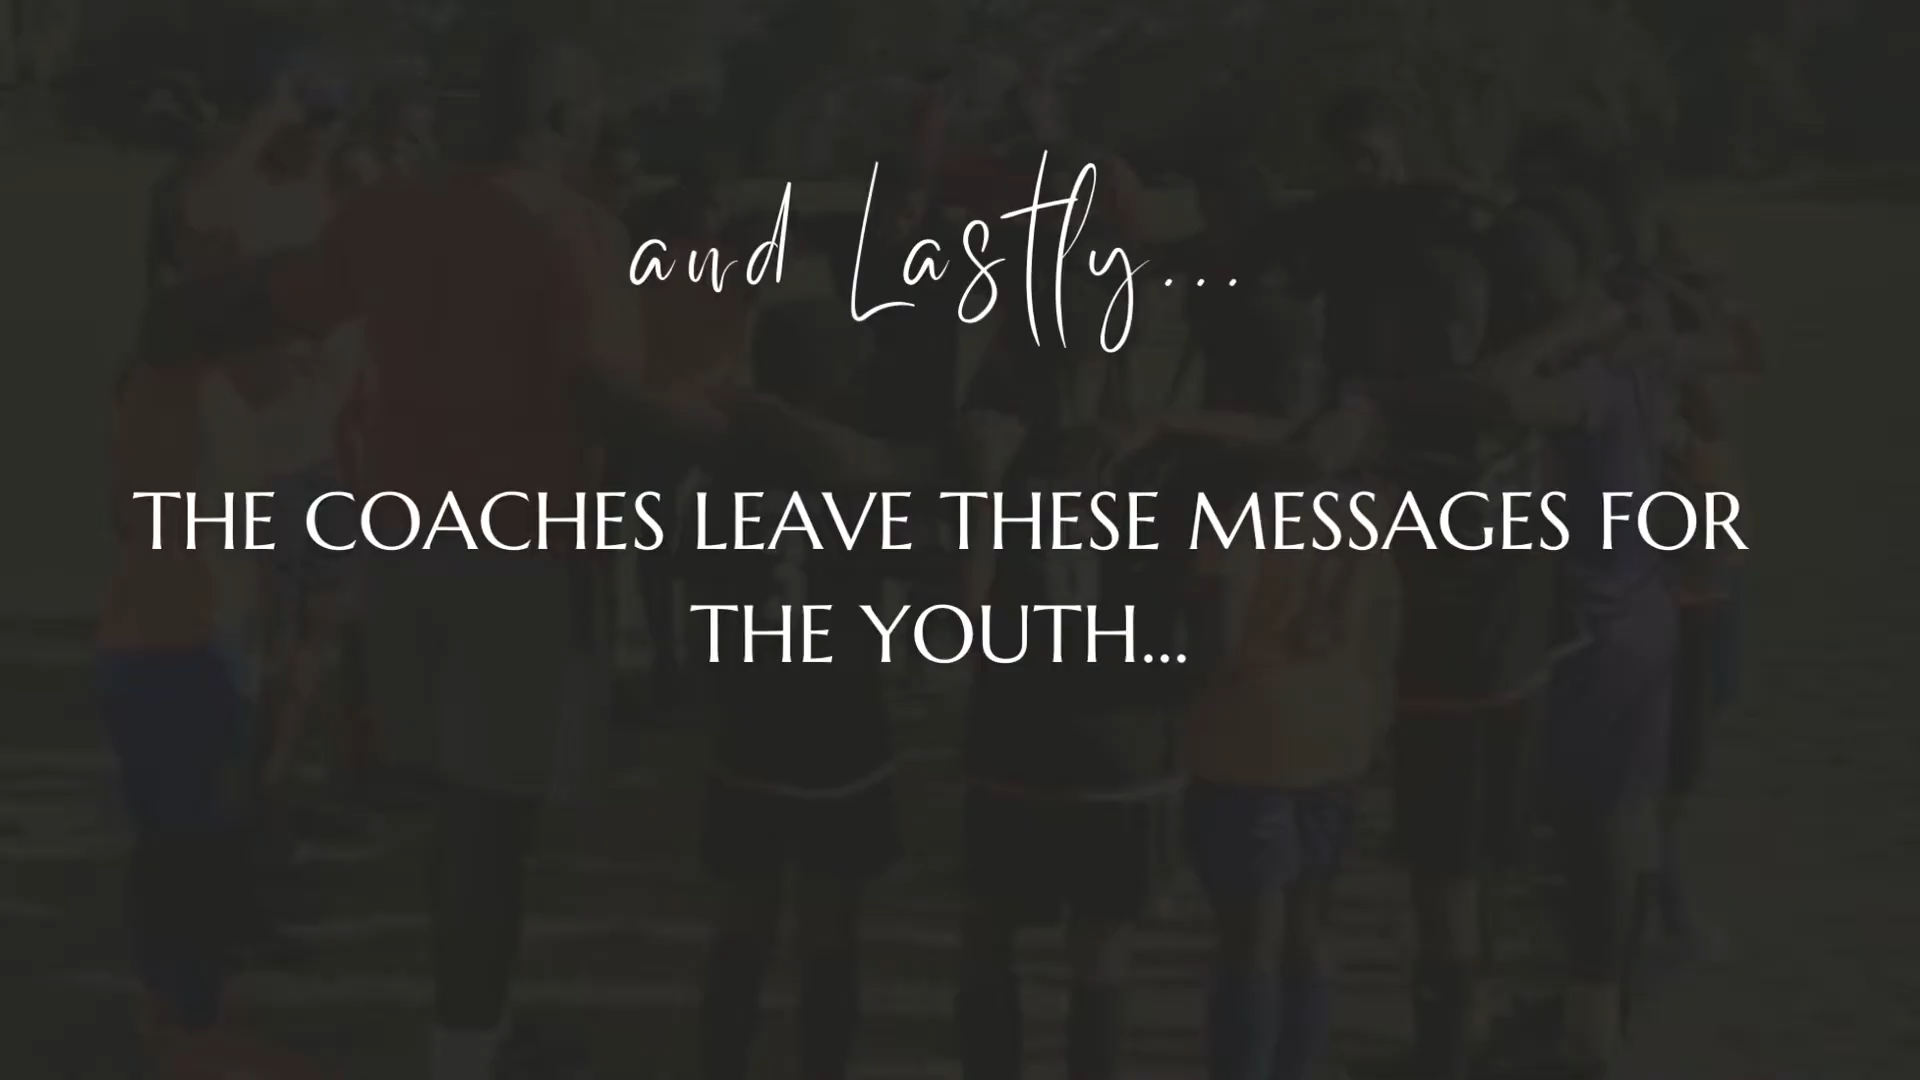 and Lastly...
THE COACHES LEAVE THESE MESSAGES FOR
THE YOUTH...